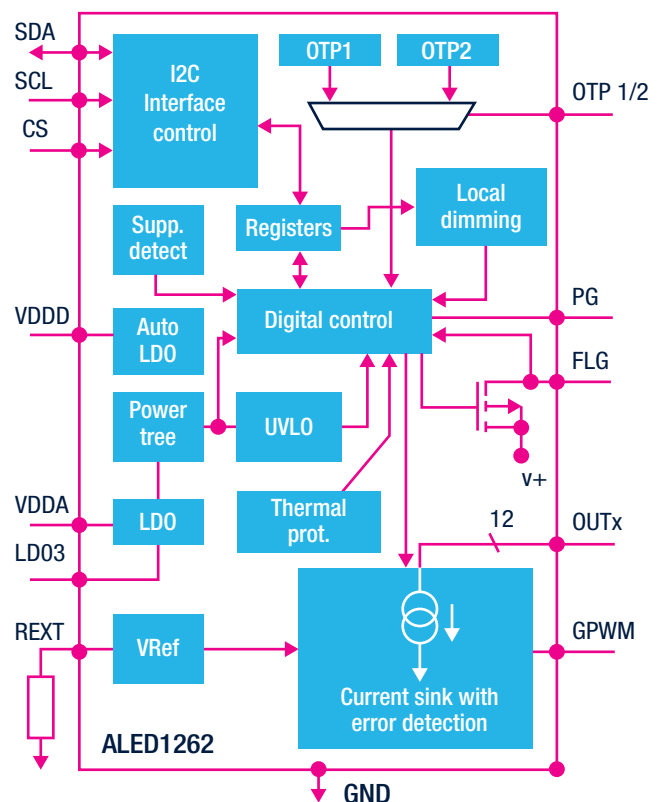 SDA
SCL
CS
I2C
Interface
control
OTP1
OTP2
OTP 1/2
Supp.
detect
Registers
Local
dimming
VDDD
Auto
LDO
Digital control
PG
FLG
Power
tree
UVLO
v+
VDDA
LDO
LD03
Thermal
prot.
12
OUTx
REXT
VRef
GPWM
Current sink with
error detection
ALED1262
GND